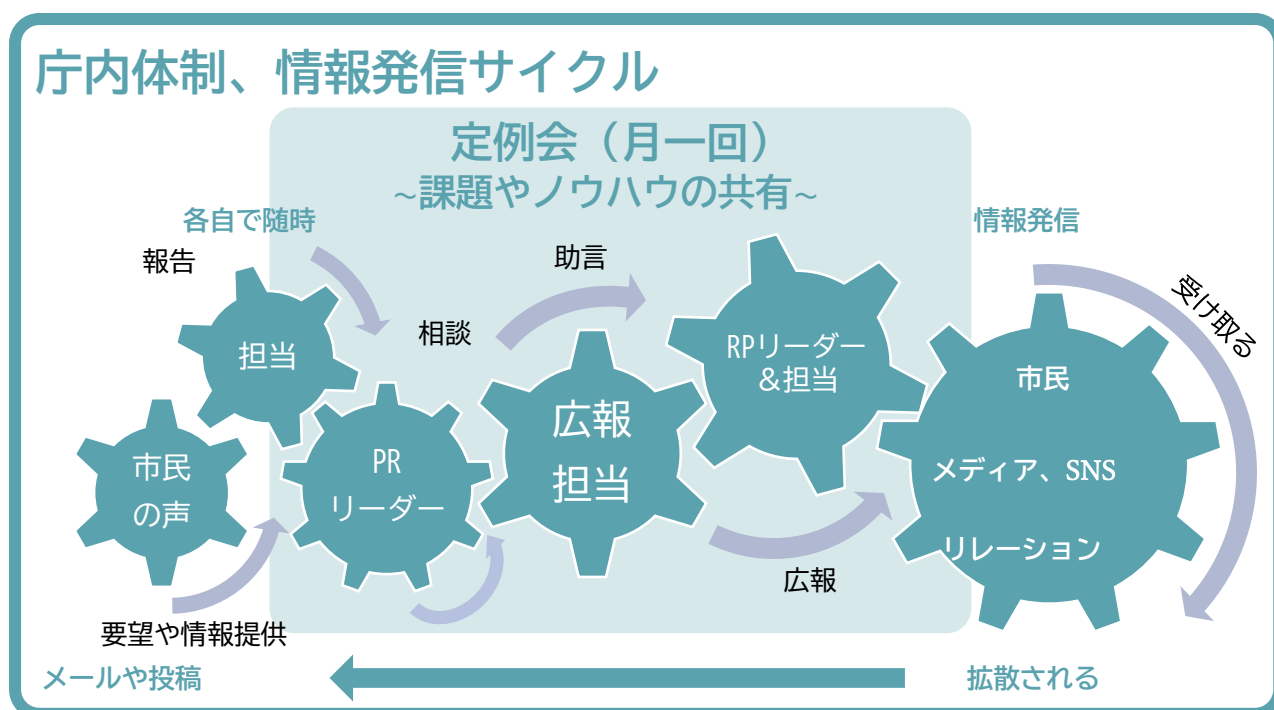 庁内体制、情報発信サイクル
定例会（月一回）
~課題やノウハウの共有~
各自で随時
情報発信
報告
助言
受け取る
相談
担当
RPリーダー
＆担当
市民
広報
担当
市民
の声
PR
リーダー
メディア、SNS
リレーション
広報
要望や情報提供
メールや投稿
拡散される